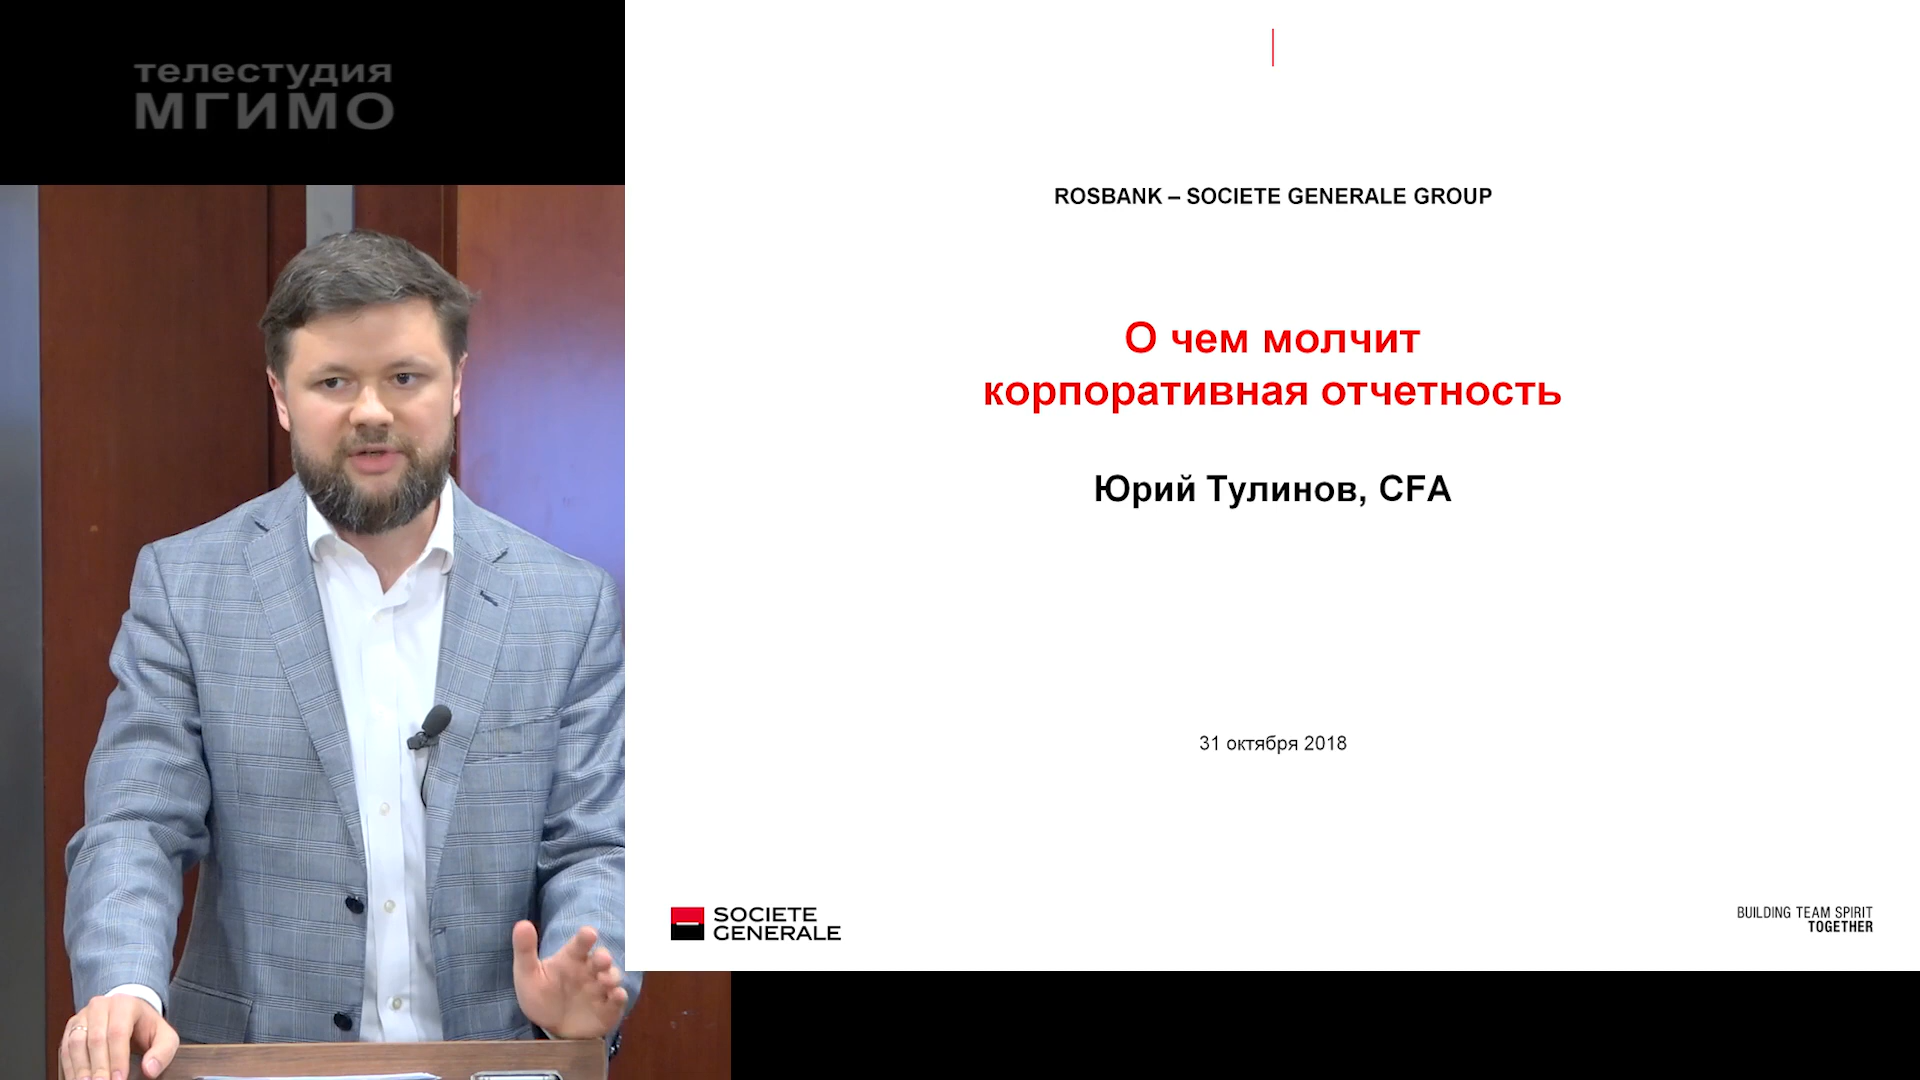 телестудия
МГИМО
ROSBANK – SOCIETE GENERALE GROUP
О чем молчит
корпоративная отчетность
Юрий Тулинов, CFA
31 октября 2018
SOCIETE
GENERALE
BUILDING TEAM SPIRIT
TOGETHER